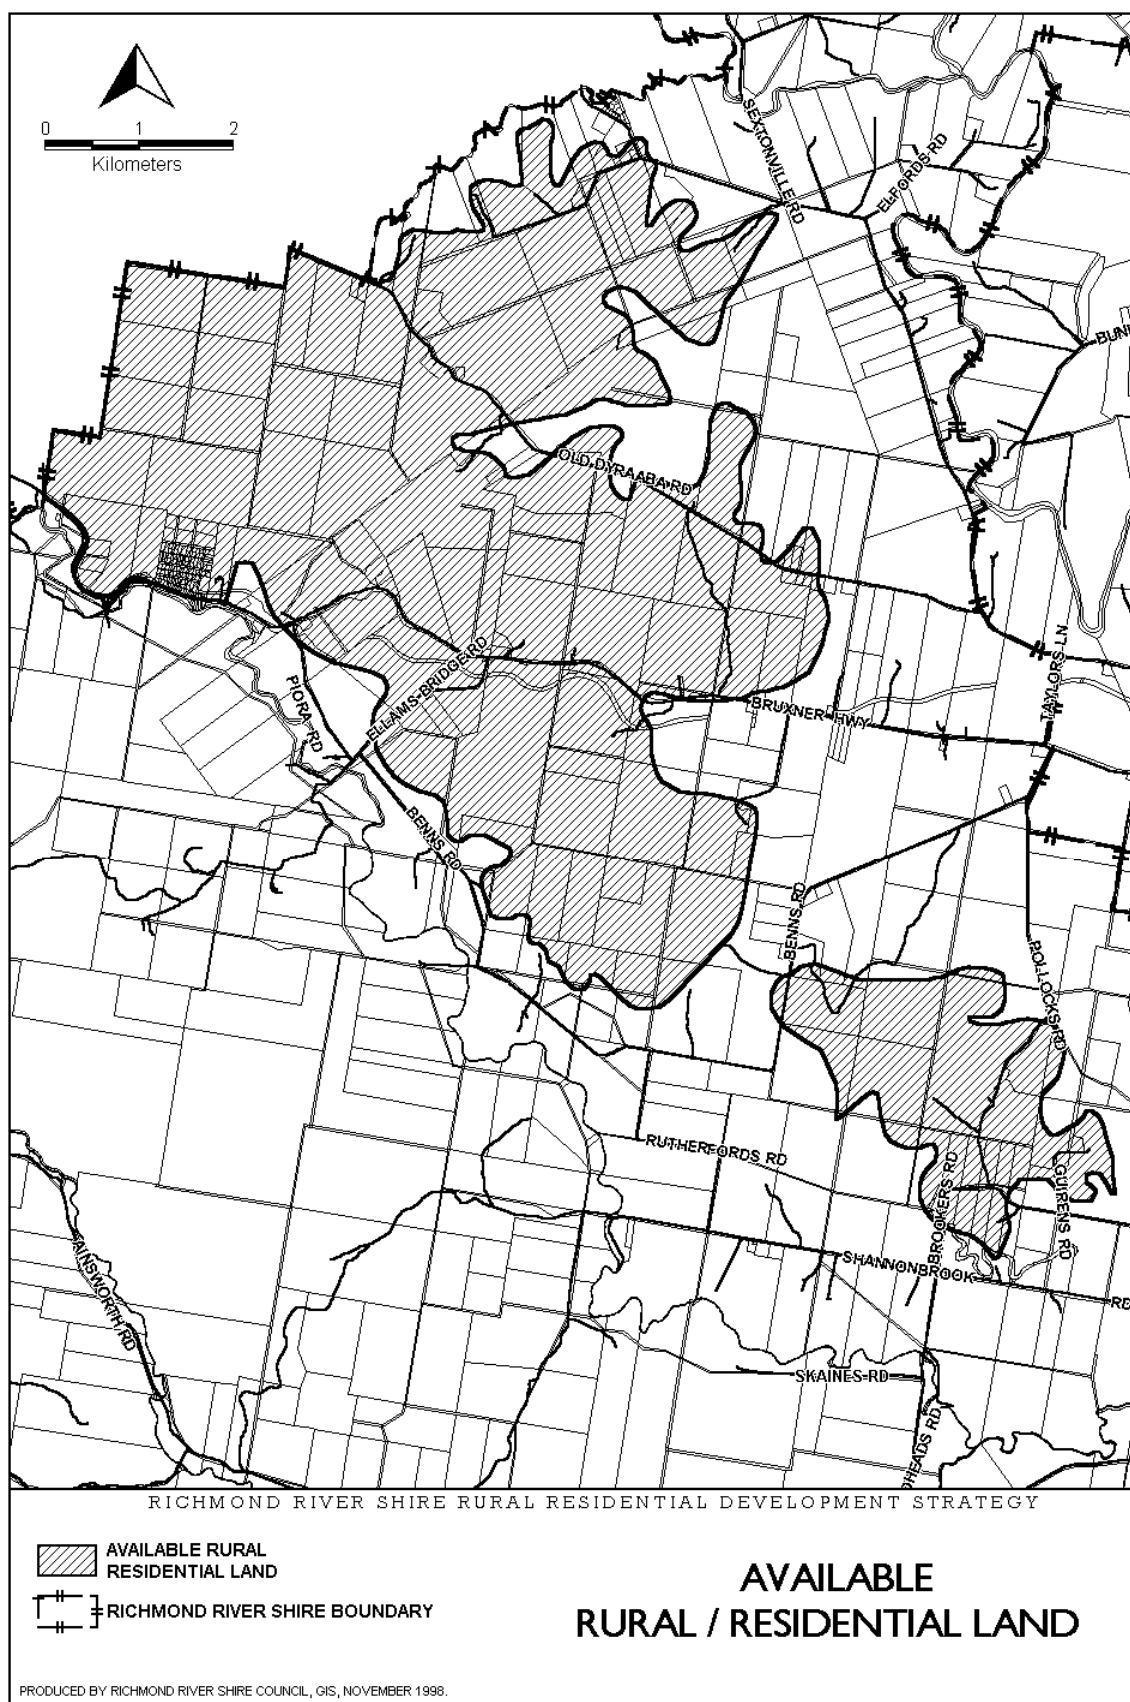 0 1 2
Kilometers
SEXTONVILLE RD
ELFORDS RD
OLD DYRAABA RD
PIORA RD
ELLAMS BRIDGE RD
TAYLORS LN
BRUXNER HWY
BENNS RD
BENNS RD
POLLOCKS RD
RUTHERFORDS RD
BROOKERS RD
GUIRENS RD
SHANNONBROOK RD
AINSWORTH RD
SKAINES RD
RICHMOND RIVER SHIRE RURAL RESIDENTIAL DEVELOPMENT STRATEGY
AVAILABLE RURAL
RESIDENTIAL LAND
RICHMOND RIVER SHIRE BOUNDARY
AVAILABLE
RURAL / RESIDENTIAL LAND
PRODUCED BY RICHMOND RIVER SHIRE COUNCIL, GIS, NOVEMBER 1998.